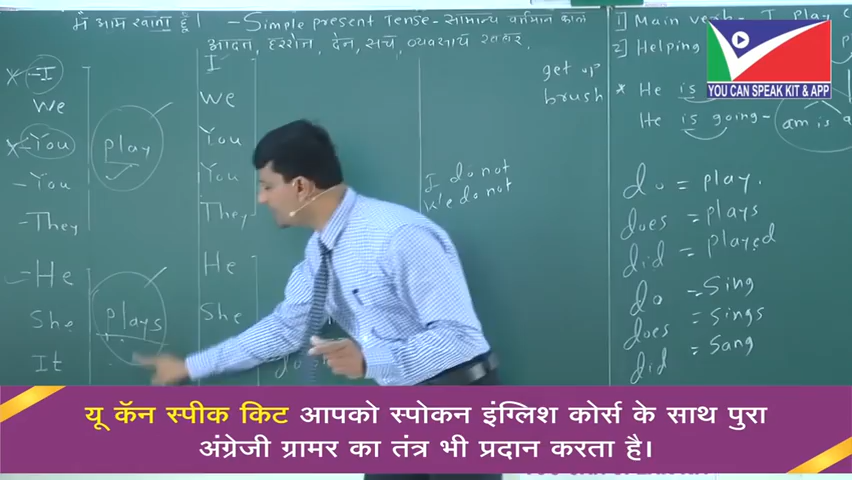 मैं आम खाता हूँ। - Simple present Tense - सामान्य वर्तमान काल
आदत, हररोज, देन, सच, व्यवसाय
I
We
You
You
They
He
She
It
play
plays
I
We
You
You
They
He
She
do
I do not
We do not
get up
brush
1] Main verb - I play
2] Helping
* He is
He is going - am is a
do = play.
does = plays
did = played
do = Sing
does = sings
did = sang
YOU CAN SPEAK KIT & APP
यू कॅन स्पीक किट आपको स्पोकन इंग्लिश कोर्स के साथ पुरा
अंग्रेजी ग्रामर का तंत्र भी प्रदान करता है।